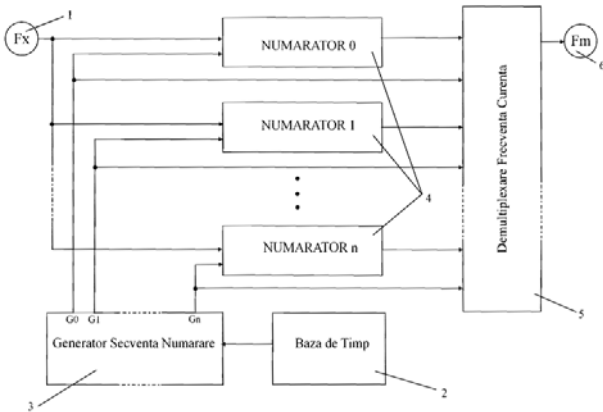 1
Fx
NUMARATOR 0
Fm
6
NUMARATOR 1
Demultiplexare Frecventa Curenta
4
NUMARATOR n
G0
G1
Gn
Generator Secventa Numarare
Baza de Timp
5
3
2